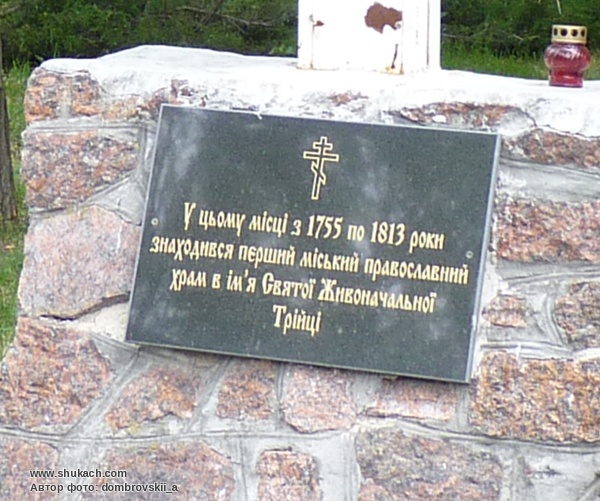 У цьому місці з 1755 по 1813 роки
знаходився перший міський православний
храм в ім'я Святої Живоначальної
Трійці
www.shukach.com
Автор фото: dombrovskii_a